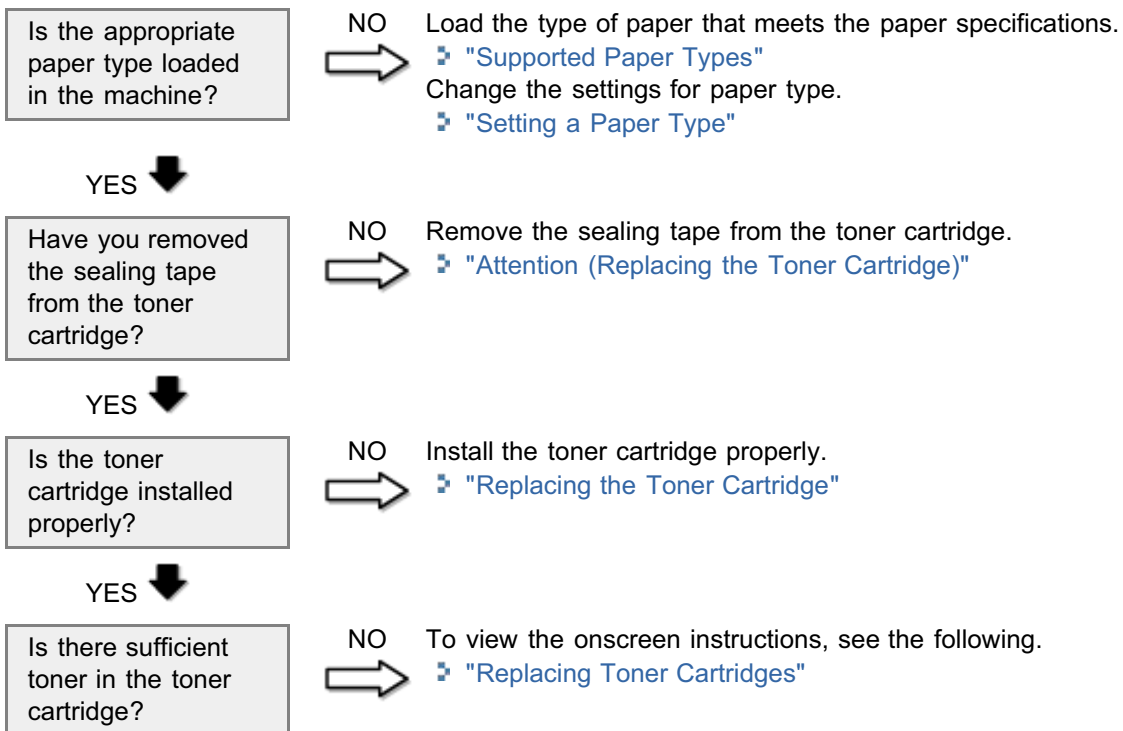 Is the appropriate
paper type loaded
in the machine?
NO
Load the type of paper that meets the paper specifications.
"Supported Paper Types"
Change the settings for paper type.
"Setting a Paper Type"
YES
Have you removed
the sealing tape
from the toner
cartridge?
NO
Remove the sealing tape from the toner cartridge.
"Attention (Replacing the Toner Cartridge)"
YES
Is the toner
cartridge installed
properly?
NO
Install the toner cartridge properly.
"Replacing the Toner Cartridge"
YES
Is there sufficient
toner in the toner
cartridge?
NO
To view the onscreen instructions, see the following.
"Replacing Toner Cartridges"